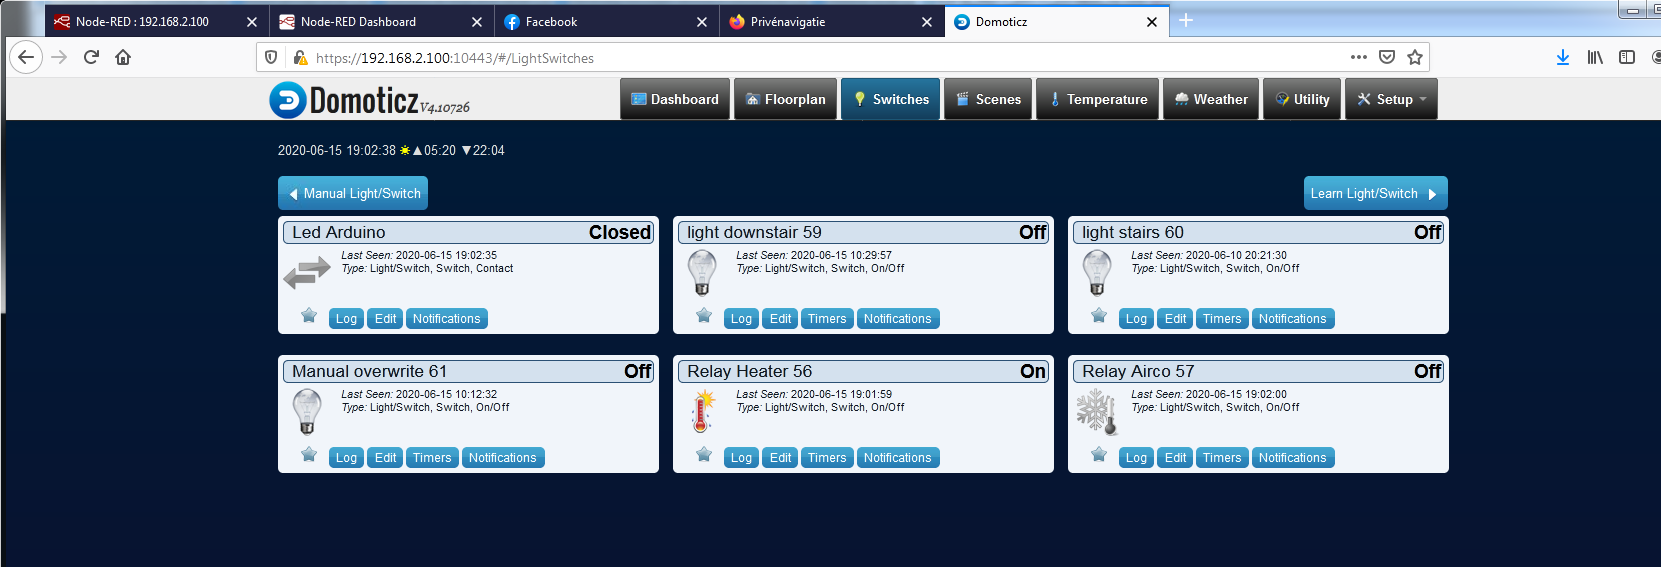 Node-RED : 192.168.2.100
Node-RED Dashboard
Facebook
Privénavigatie
Domoticz
https://192.168.2.100:10443/#/LightSwitches
Domoticz V4.10726
Dashboard
Floorplan
Switches
Scenes
Temperature
Weather
Utility
Setup
2020-06-15 19:02:38 ☀▲05:20 ▼22:04
Manual Light/Switch
Learn Light/Switch
Led Arduino
Closed
Last Seen: 2020-06-15 19:02:35
Type: Light/Switch, Switch, Contact
Log Edit Notifications
light downstair 59
Off
Last Seen: 2020-06-15 10:29:57
Type: Light/Switch, Switch, On/Off
Log Edit Timers Notifications
light stairs 60
Off
Last Seen: 2020-06-10 20:21:30
Type: Light/Switch, Switch, On/Off
Log Edit Timers Notifications
Manual overwrite 61
Off
Last Seen: 2020-06-15 10:12:32
Type: Light/Switch, Switch, On/Off
Log Edit Timers Notifications
Relay Heater 56
On
Last Seen: 2020-06-15 19:01:59
Type: Light/Switch, Switch, On/Off
Log Edit Timers Notifications
Relay Airco 57
Off
Last Seen: 2020-06-15 19:02:00
Type: Light/Switch, Switch, On/Off
Log Edit Timers Notifications